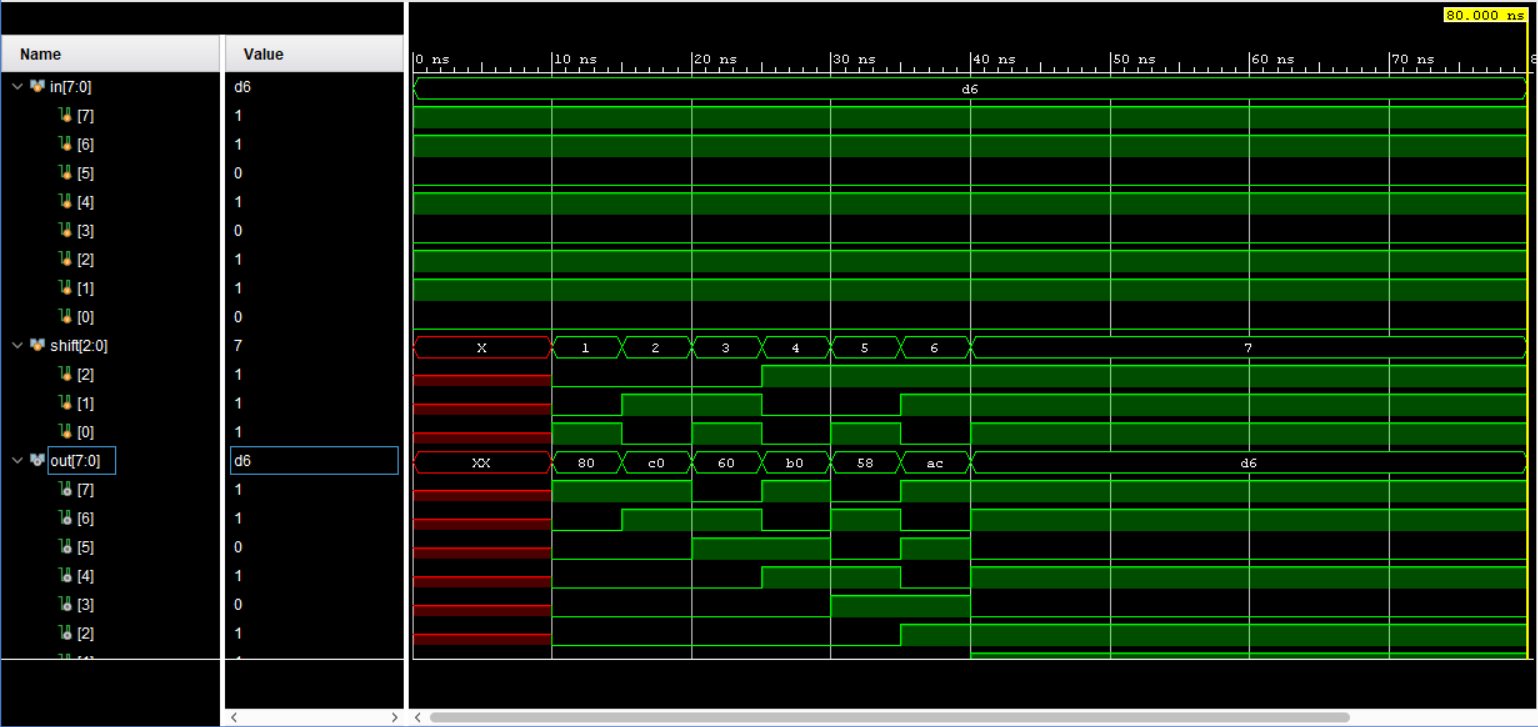 80.000 ns
Name Value
0 ns 10 ns 20 ns 30 ns 40 ns 50 ns 60 ns 70 ns 8
in[7:0] d6 d6
[7] 1
[6] 1
[5] 0
[4] 1
[3] 0
[2] 1
[1] 1
[0] 0
shift[2:0] 7 X 1 2 3 4 5 6 7
[2] 1
[1] 1
[0] 1
out[7:0] d6 XX 80 c0 60 b0 58 ac d6
[7] 1
[6] 1
[5] 0
[4] 1
[3] 0
[2] 1